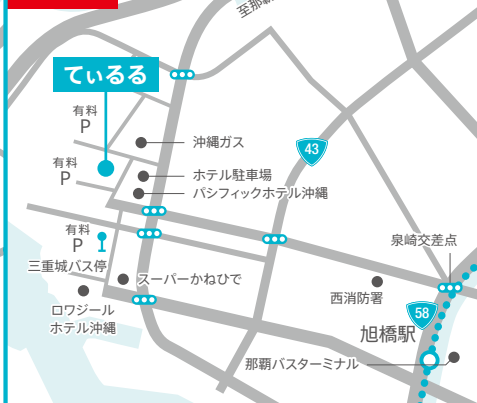 至那覇
てぃるる
有料
P
沖縄ガス
43
有料
P
ホテル駐車場
パシフィックホテル沖縄
有料
P
泉崎交差点
三重城バス停
スーパーかねひで
西消防署
ロワジール
ホテル沖縄
58
旭橋駅
那覇バスターミナル